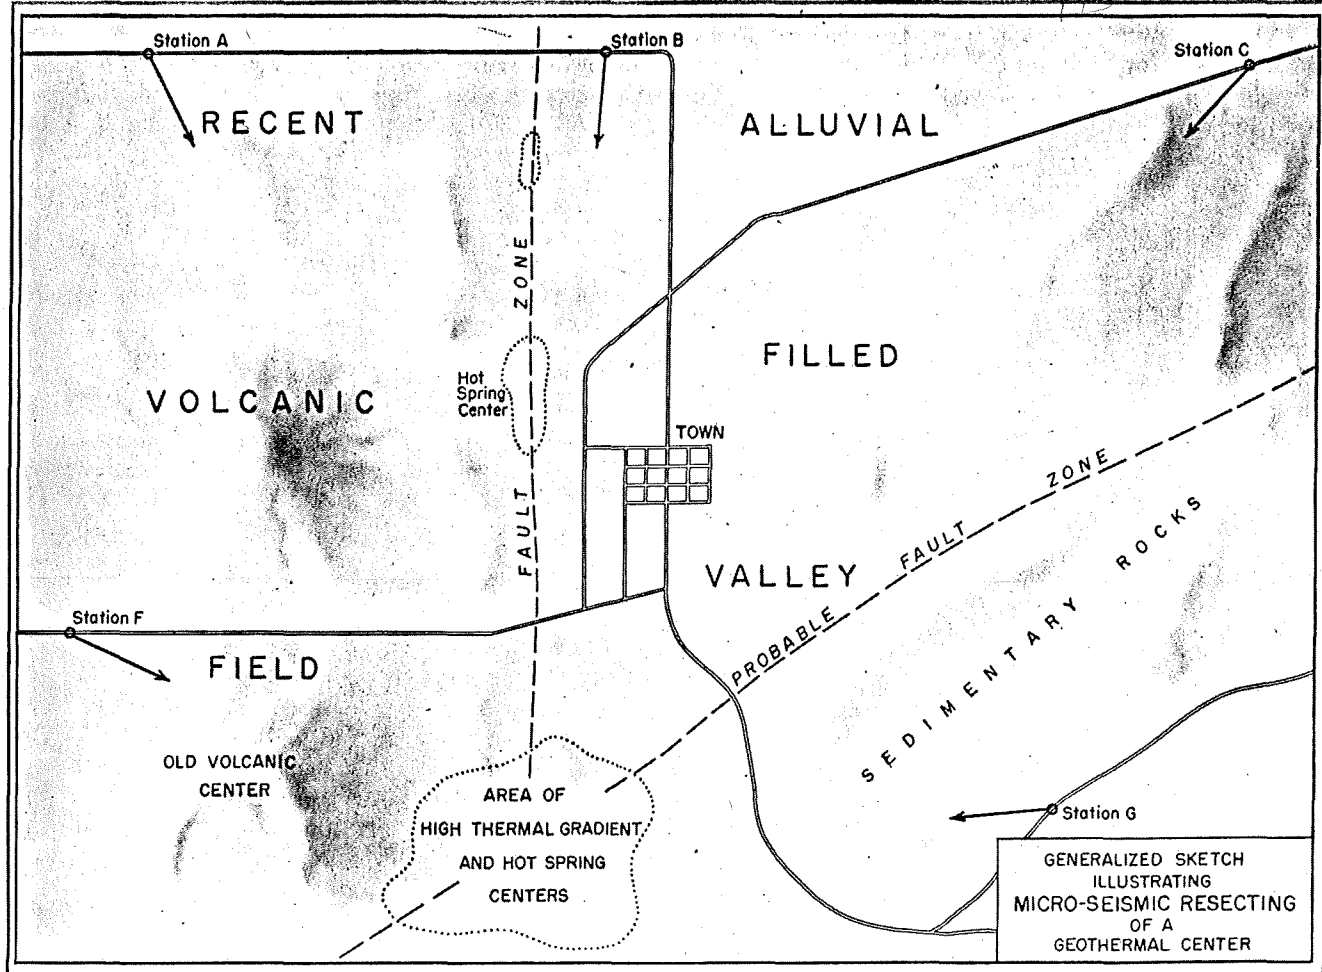 Station A
Station B
Station C
RECENT
ALLUVIAL
ZONE
FILLED
Hot
Spring
Center
VOLCANIC
TOWN
ZONE
FAULT
FAULT
ROCKS
VALLEY
PROBABLE
SEDIMENTARY
Station F
FIELD
OLD VOLCANIC
CENTER
AREA OF
HIGH THERMAL GRADIENT
AND HOT SPRING
CENTERS
Station G
GENERALIZED SKETCH
ILLUSTRATING
MICRO-SEISMIC RESECTING
OF A
GEOTHERMAL CENTER